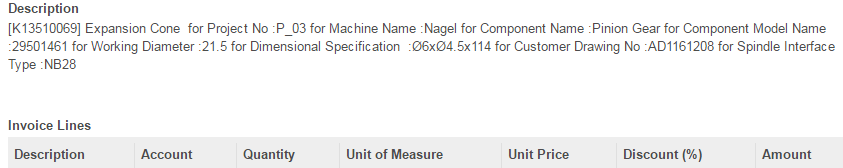 Description
[K13510069] Expansion Cone  for Project No :P_03 for Machine Name :Nagel for Component Name :Pinion Gear for Component Model Name
:29501461 for Working Diameter :21.5 for Dimensional Specification  :Ø6xØ4.5x114 for Customer Drawing No :AD1161208 for Spindle Interface
Type :NB28
Invoice Lines
Description Account Quantity Unit of Measure Unit Price Discount (%) Amount